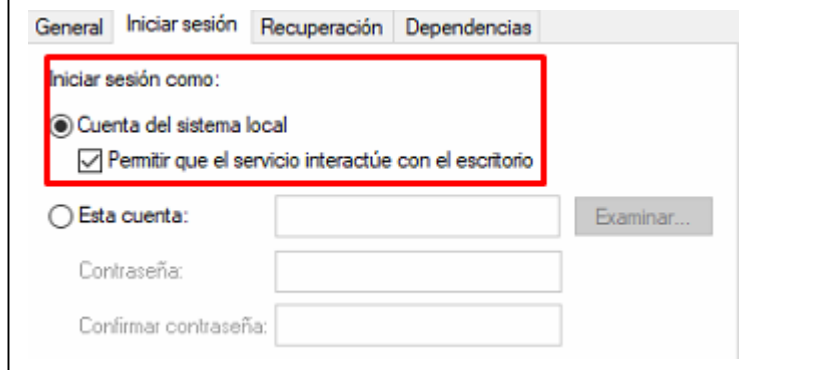 General Iniciar sesión Recuperación Dependencias
Iniciar sesión como:
Cuenta del sistema local
Permitir que el servicio interactúe con el escritorio
Esta cuenta: Examinar...
Contraseña:
Confirmar contraseña: